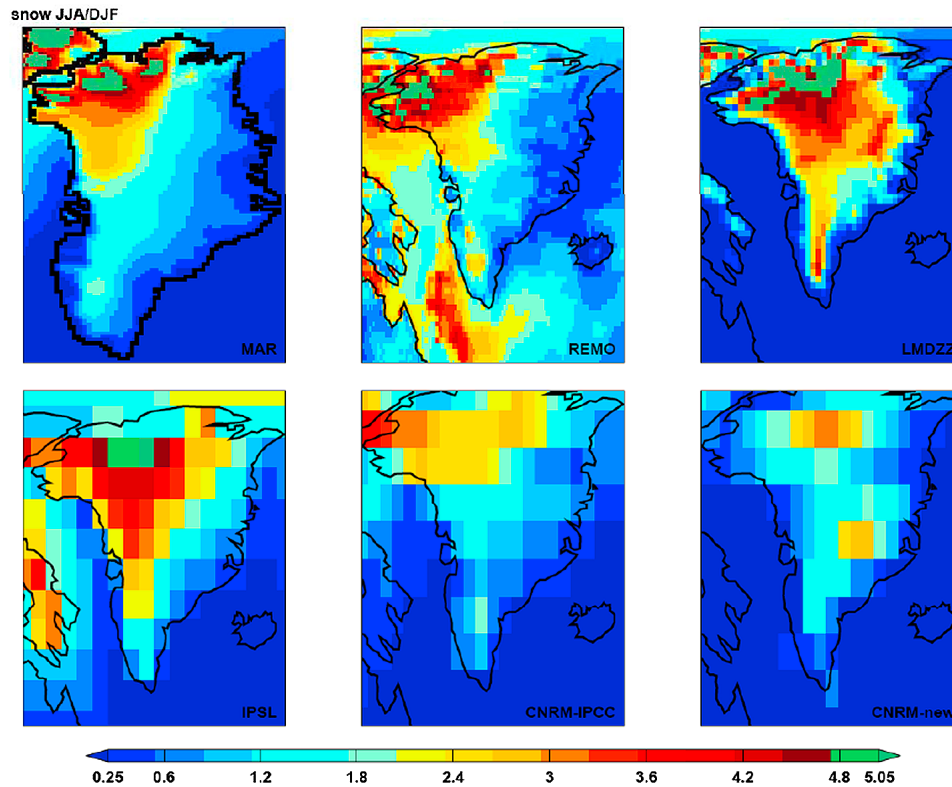 snow JJA/DJF
MAR
REMO
LMDZZ
IPSL
CNRM-IPCC
CNRM-new
0.25 0.6 1.2 1.8 2.4 3 3.6 4.2 4.8 5.05